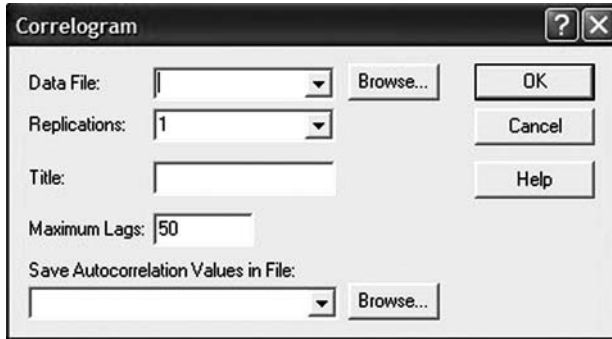 Correlogram
Data File: Browse... OK
Replications: 1 Cancel
Title: Help
Maximum Lags: 50
Save Autocorrelation Values in File:
Browse...